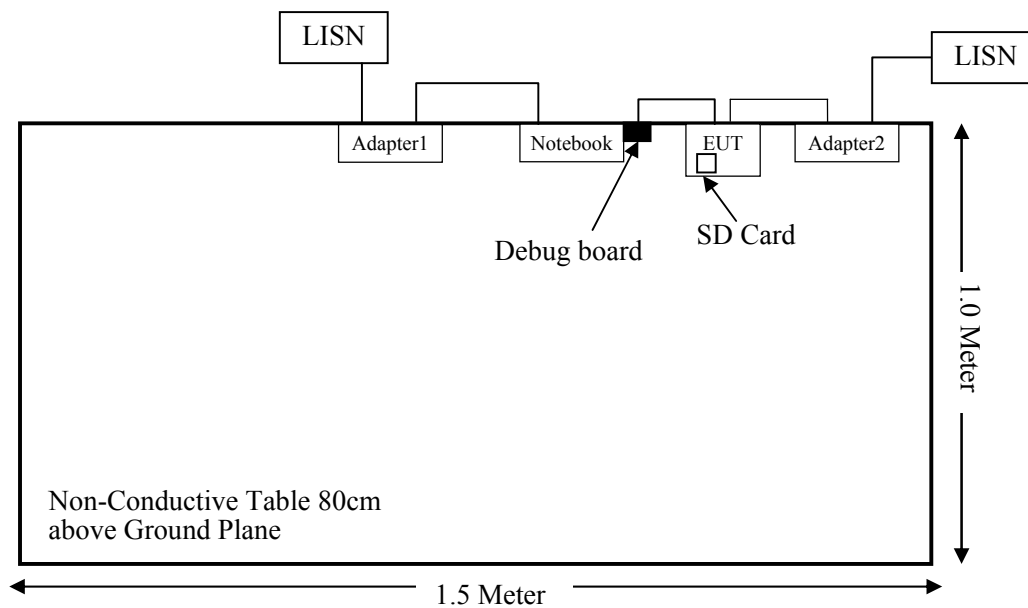 LISN
LISN
Adapter1
Notebook
EUT
Adapter2
Debug board
SD Card
1.0 Meter
Non-Conductive Table 80cm
above Ground Plane
1.5 Meter